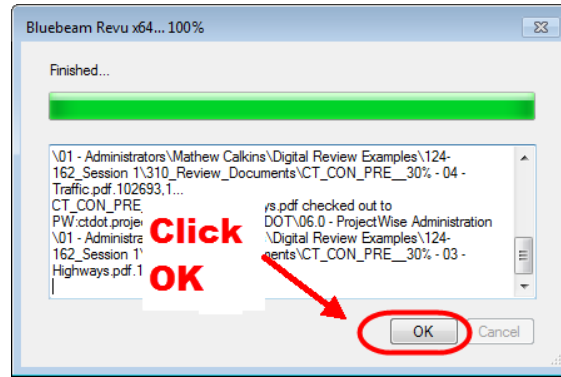 Bluebeam Revu x64... 100%
Finished...
\01 - Administrators\Mathew Calkins\Digital Review Examples\124-
162_Session 1\310_Review_Documents\CT_CON_PRE__30% - 04 -
Traffic.pdf.102693,1...
CT_CON_PRE ys.pdf checked out to
PW:ctdot.proje DOT\06.0 - ProjectWise Administration
\01 - Administra \Digital Review Examples\124-
162_Session 1\ ents\CT_CON_PRE__30% - 03 -
Highways.pdf.1
Click
OK
OK
Cancel